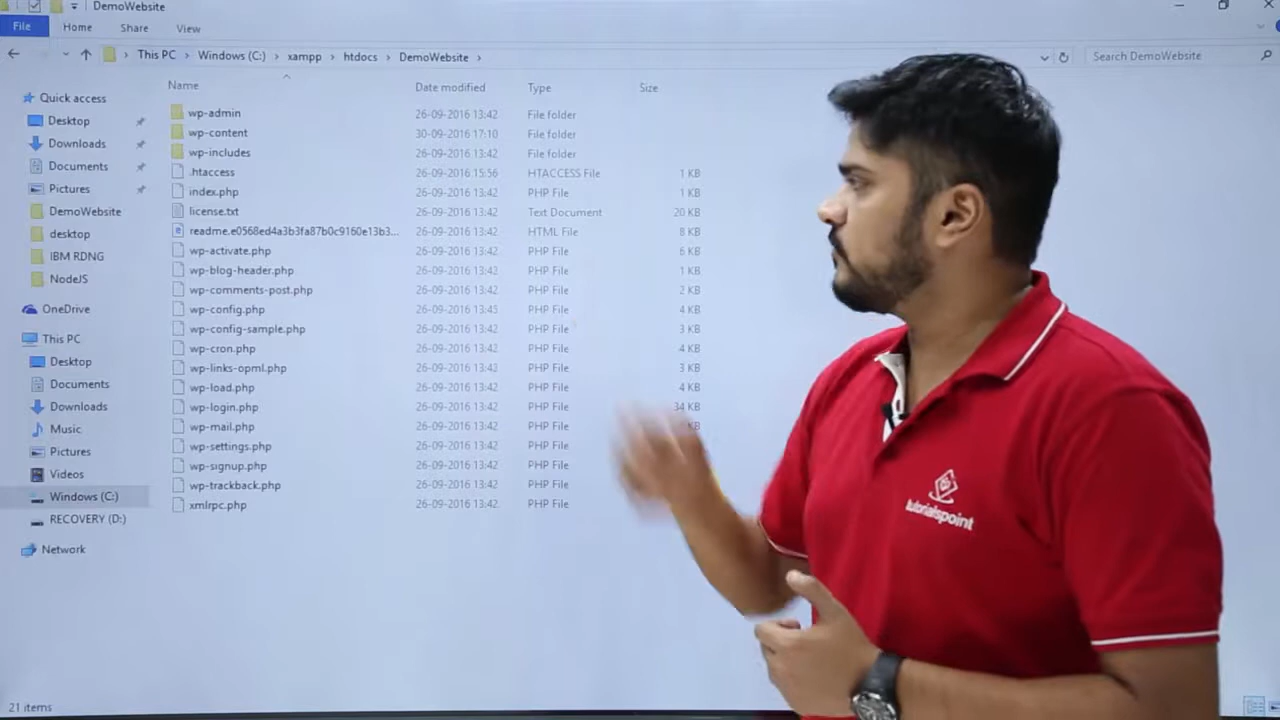 DemoWebsite
File Home Share View
This PC Windows (C:) xampp htdocs DemoWebsite Search DemoWebsite
Name Date modified Type Size
Quick access
Desktop
Downloads
Documents
Pictures
DemoWebsite
desktop
IBM RDNG
NodeJS
OneDrive
This PC
Desktop
Documents
Downloads
Music
Pictures
Videos
Windows (C:)
RECOVERY (D:)
Network
wp-admin 26-09-2016 13:42 File folder
wp-content 30-09-2016 17:10 File folder
wp-includes 26-09-2016 13:42 File folder
.htaccess 26-09-2016 15:56 HTACCESS File 1 KB
index.php 26-09-2016 13:42 PHP File 1 KB
license.txt 26-09-2016 13:42 Text Document 20 KB
readme.e0568ed4a3b3fa87b0c9160e13b3... 26-09-2016 13:42 HTML File 8 KB
wp-activate.php 26-09-2016 13:42 PHP File 6 KB
wp-blog-header.php 26-09-2016 13:42 PHP File 1 KB
wp-comments-post.php 26-09-2016 13:42 PHP File 2 KB
wp-config.php 26-09-2016 13:45 PHP File 4 KB
wp-config-sample.php 26-09-2016 13:42 PHP File 3 KB
wp-cron.php 26-09-2016 13:42 PHP File 4 KB
wp-links-opml.php 26-09-2016 13:42 PHP File 3 KB
wp-load.php 26-09-2016 13:42 PHP File 4 KB
wp-login.php 26-09-2016 13:42 PHP File 34 KB
wp-mail.php 26-09-2016 13:42 PHP File KB
wp-settings.php 26-09-2016 13:42 PHP File
wp-signup.php 26-09-2016 13:42 PHP File
wp-trackback.php 26-09-2016 13:42 PHP File
xmlrpc.php 26-09-2016 13:42 PHP File
21 items
tutorialspoint